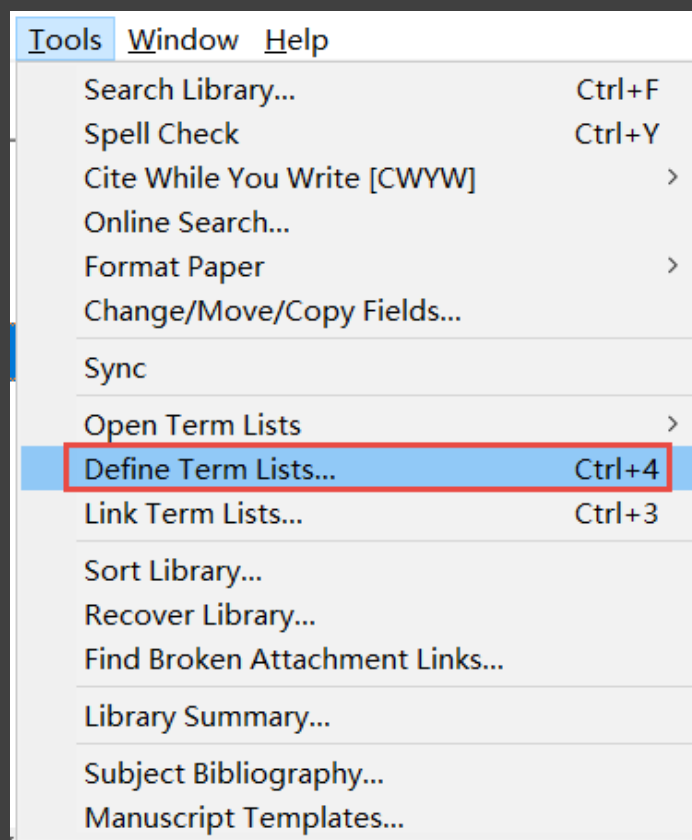 Tools Window Help
Search Library... Ctrl+F
Spell Check Ctrl+Y
Cite While You Write [CWYW]
Online Search...
Format Paper
Change/Move/Copy Fields...
Sync
Open Term Lists
Define Term Lists... Ctrl+4
Link Term Lists... Ctrl+3
Sort Library...
Recover Library...
Find Broken Attachment Links...
Library Summary...
Subject Bibliography...
Manuscript Templates...